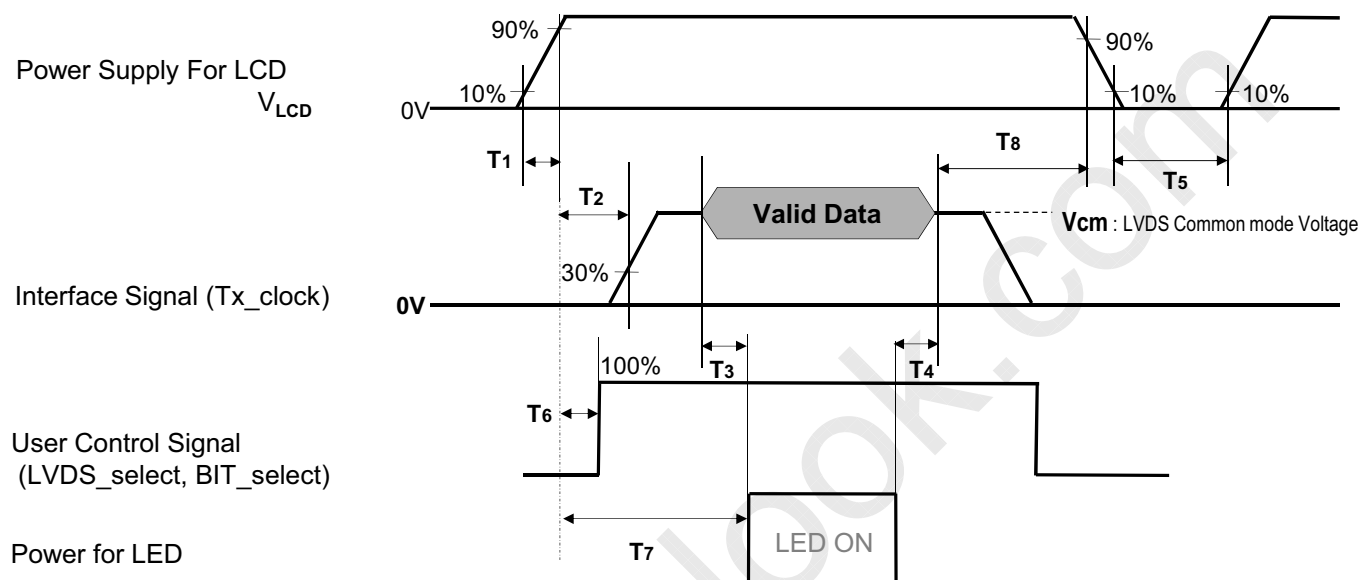 90%
90%
Power Supply For LCD
VLCD
10%
10%
10%
0V
T1
T8
T2
T5
Valid Data
Vcm : LVDS Common mode Voltage
30%
Interface Signal (Tx_clock)
0V
T3
T4
100%
T6
User Control Signal
(LVDS_select, BIT_select)
T7
LED ON
Power for LED
look.com